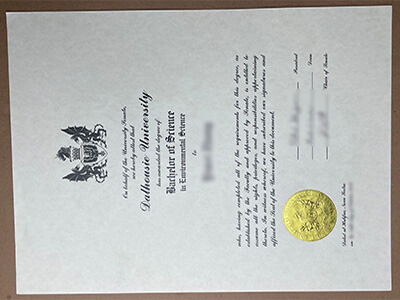 On behalf of the University Senate,
we hereby attest that
Dalhousie University
has awarded the degree of
Bachelor of Science
in Environmental Science
to
who, having completed all of the requirements for this degree, as
established by the Faculty and approved by Senate, is entitled to
assume all the rights, privileges, and responsibilities appertaining
thereto. In witness whereof, we have extended our signatures and
affixed the Seal of the University to this document.
President
Dean
Chair of Senate
Dated at Halifax, Nova Scotia